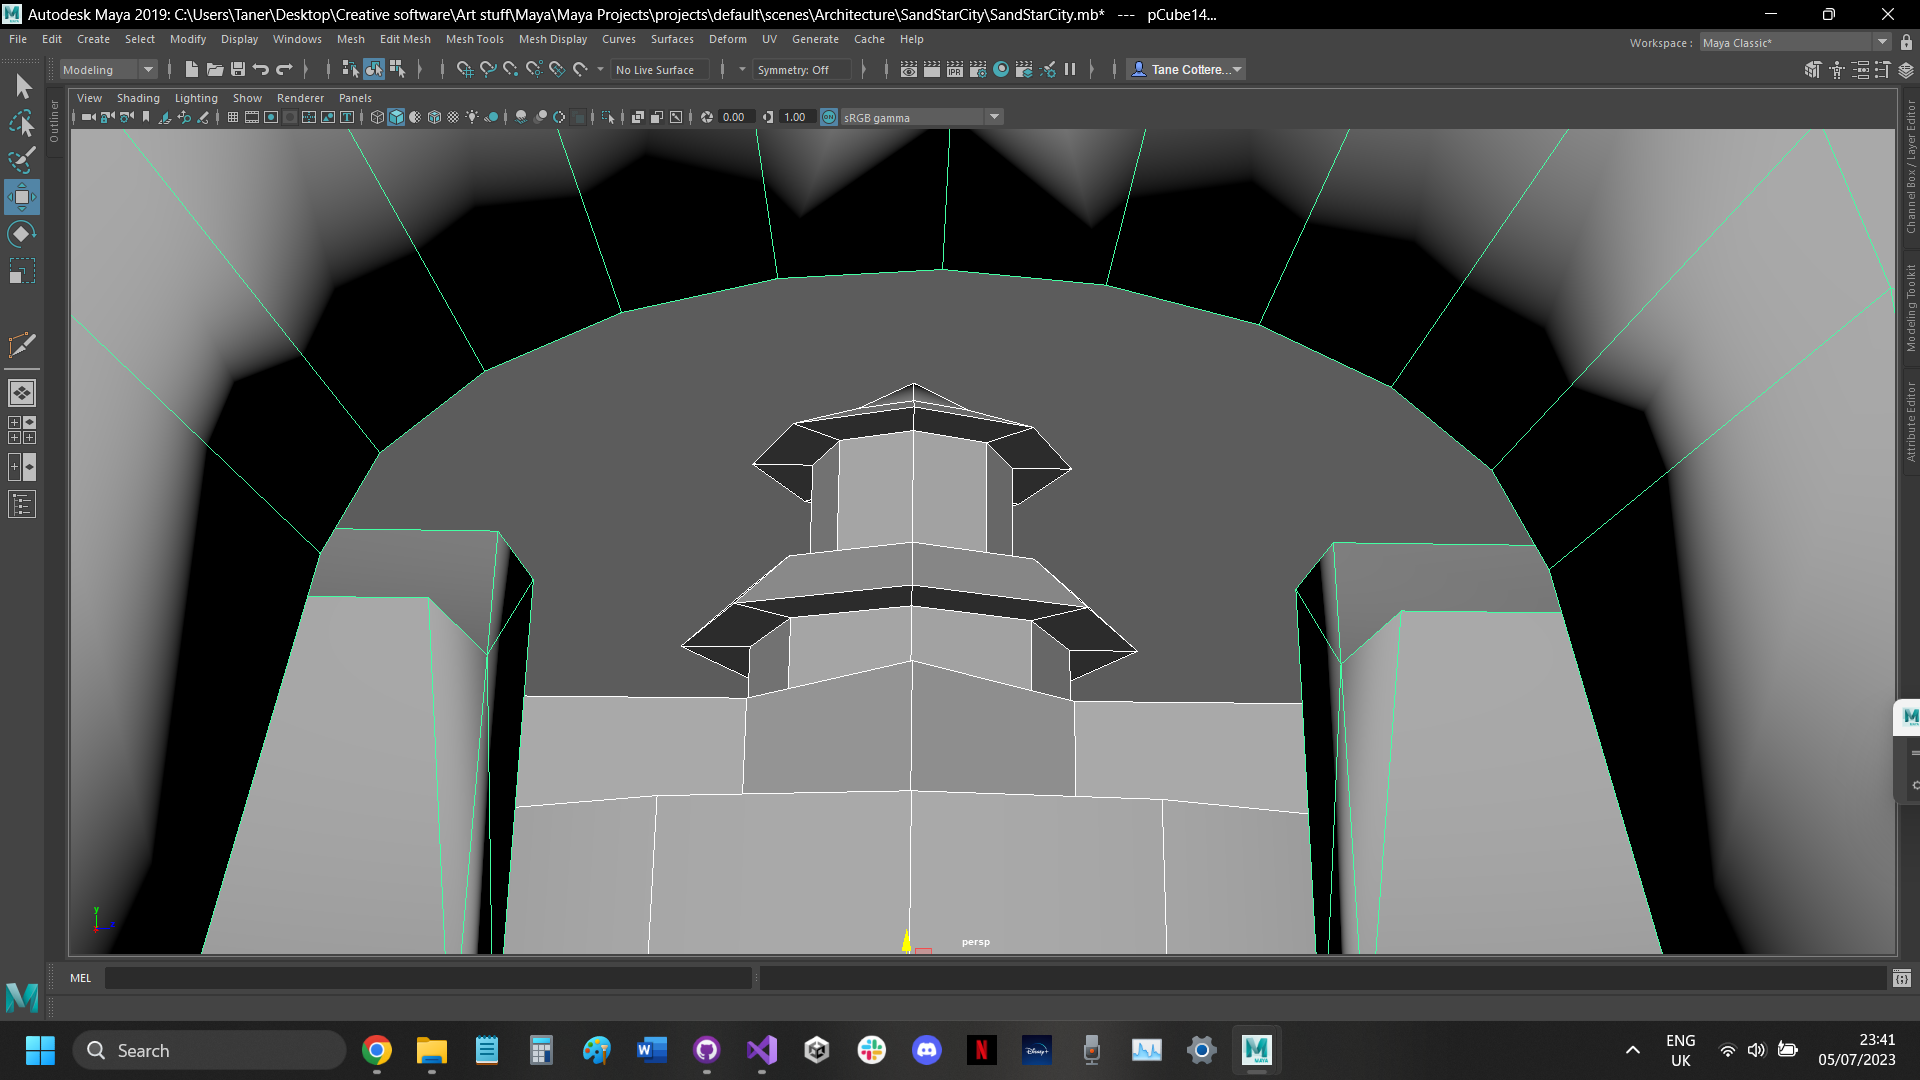 Autodesk Maya 2019: C:\Users\Taner\Desktop\Creative software\Art stuff\Maya\Maya Projects\projects\default\scenes\Architecture\SandStarCity\SandStarCity.mb* --- pCube14...
File Edit Create Select Modify Display Windows Mesh Edit Mesh Mesh Tools Mesh Display Curves Surfaces Deform UV Generate Cache Help
Workspace : Maya Classic*
Modeling No Live Surface Symmetry: Off IPR Tane Cottere...
View Shading Lighting Show Renderer Panels
0.00 1.00 ON sRGB gamma
Outliner
Channel Box / Layer Editor
Modeling Toolkit
Attribute Editor
y
persp
MEL
Search
Disney+
ENG
UK
23:41
05/07/2023